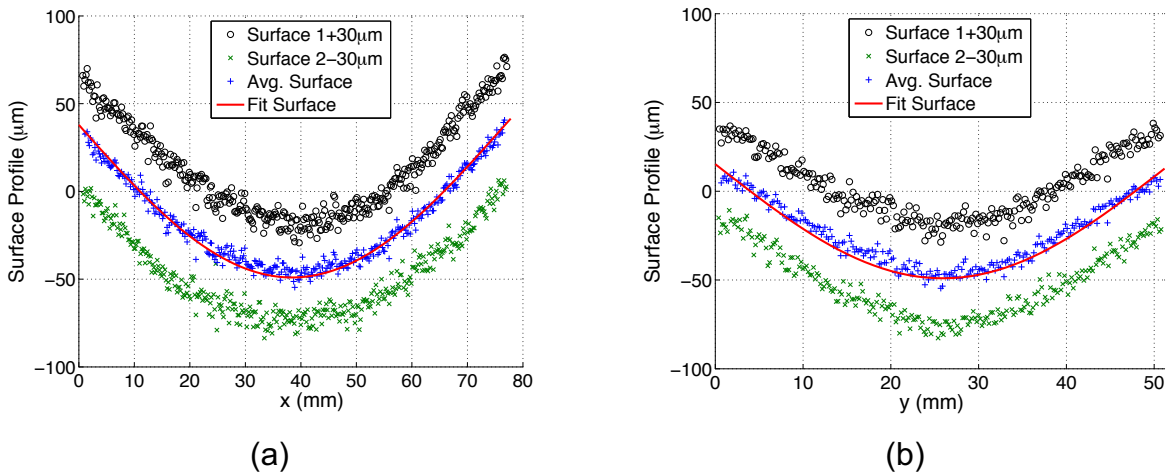 100
50
0
−50
−100
Surface Profile (μm)
Surface 1+30μm
Surface 2−30μm
Avg. Surface
Fit Surface
0 10 20 30 40 50 60 70 80
x (mm)
(a)
100
50
0
−50
−100
Surface Profile (μm)
Surface 1+30μm
Surface 2−30μm
Avg. Surface
Fit Surface
0 10 20 30 40 50
y (mm)
(b)